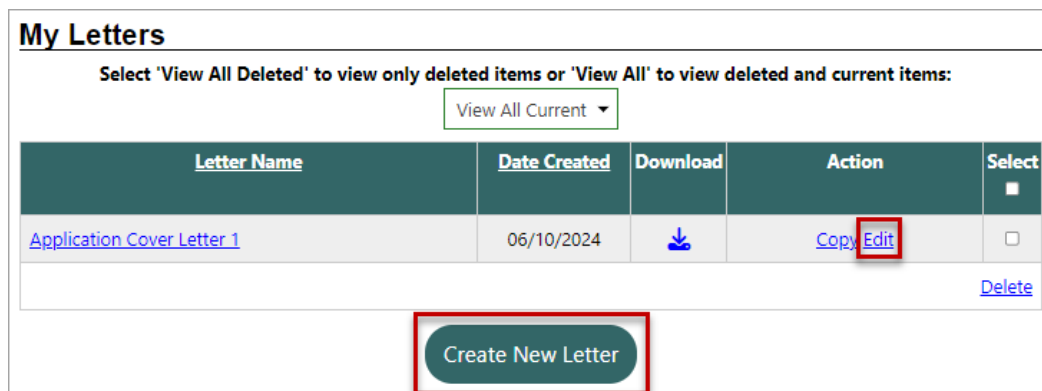 My Letters
Select 'View All Deleted' to view only deleted items or 'View All' to view deleted and current items:
View All Current
Letter Name Date Created Download Action Select
Application Cover Letter 1 06/10/2024 Copy Edit
Delete
Create New Letter